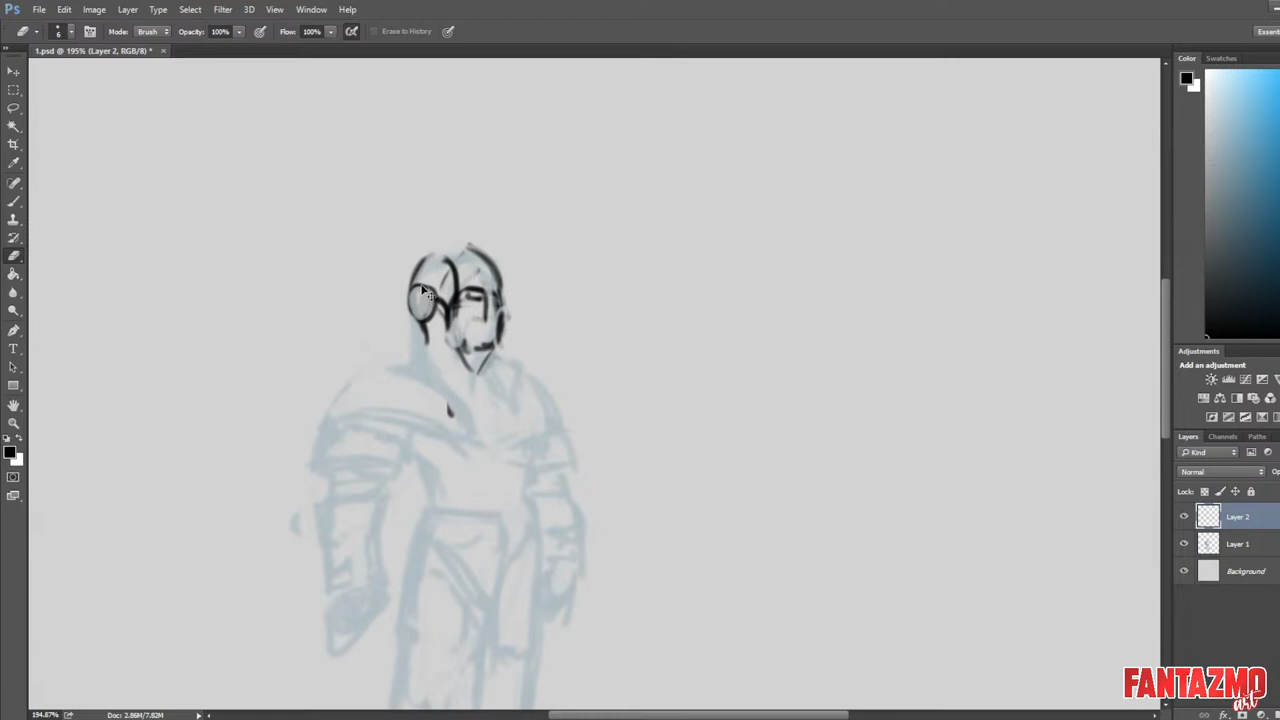 Ps File Edit Image Layer Type Select Filter 3D View Window Help
6 Mode: Brush Opacity: 100% Flow: 100% Erase to History
1.psd @ 195% (Layer 2, RGB/8) * ×
Color Swatches
Adjustments
Add an adjustment
Layers Channels Paths
Kind
Normal
Lock:
Layer 2
Layer 1
Background
194.87% Doc: 2.86M/7.82M
FANTAZMO
art
fx